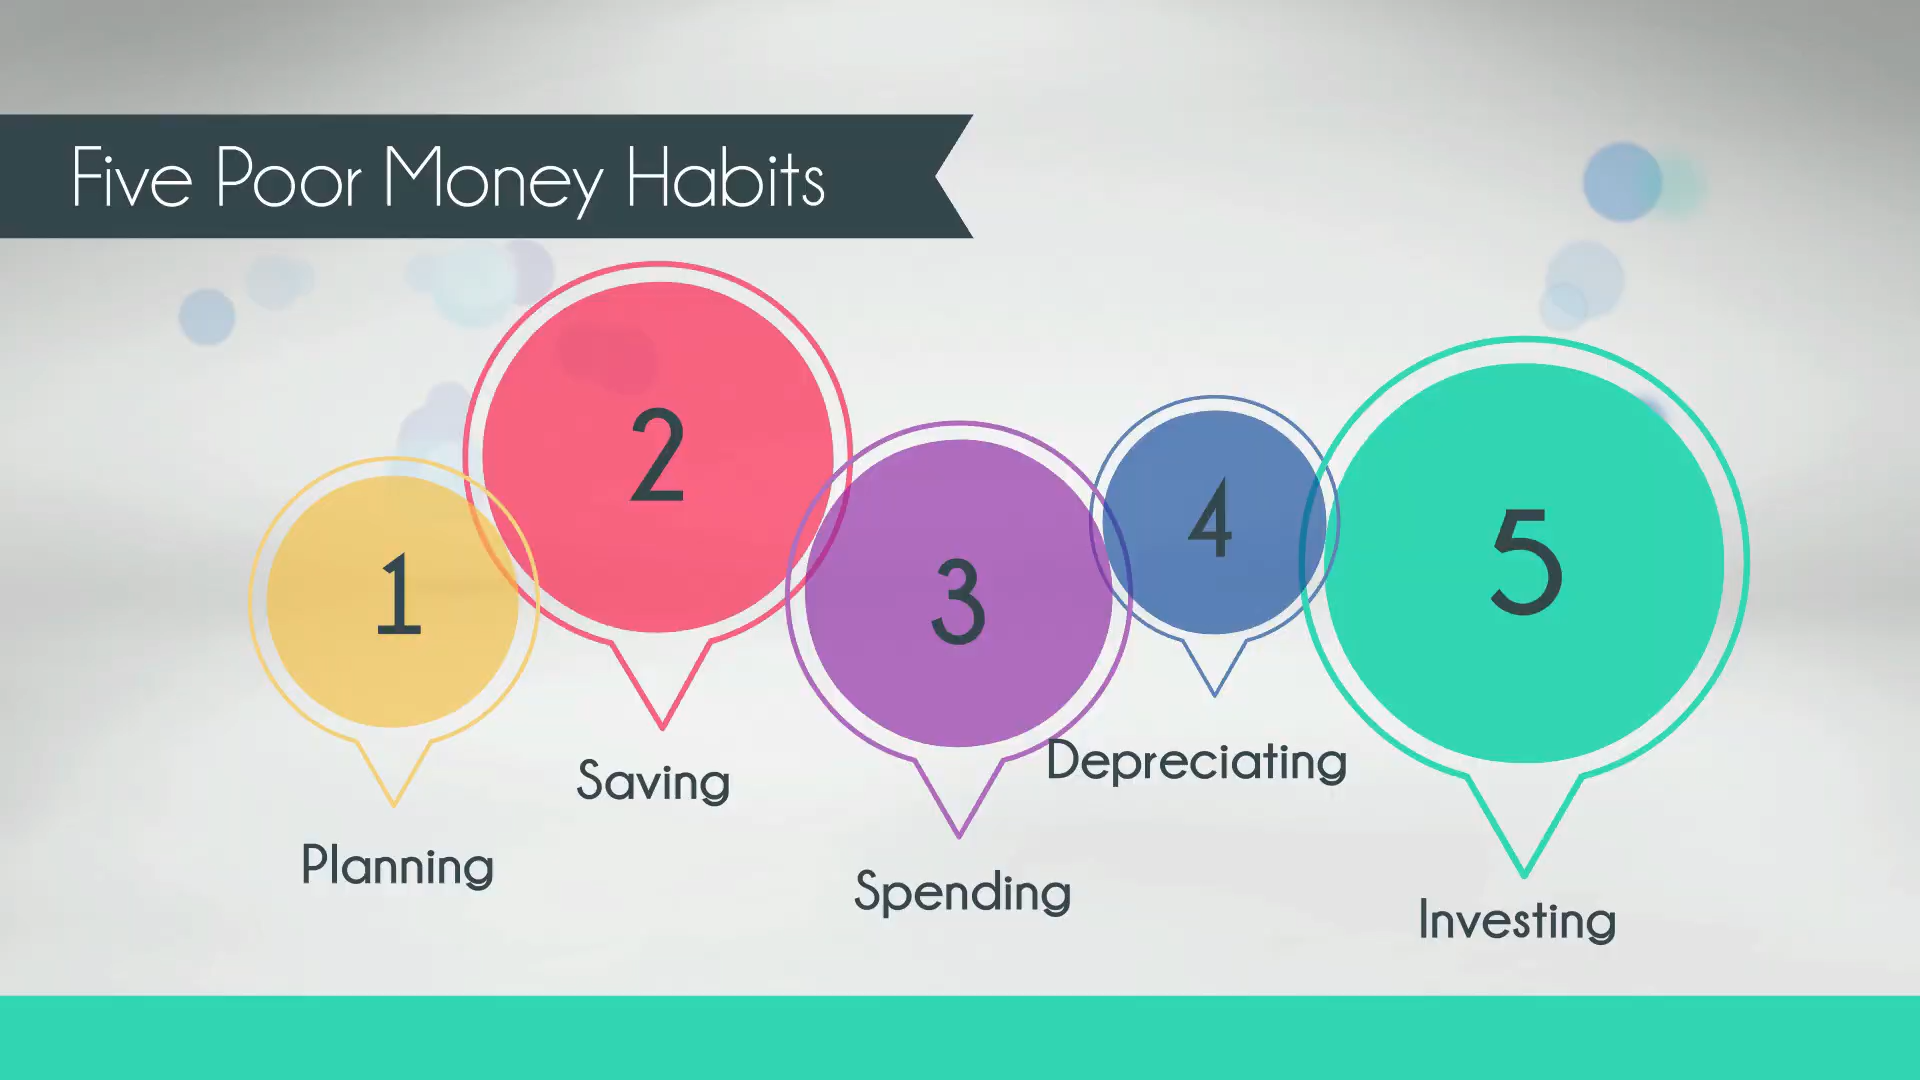 Five Poor Money Habits
1
Planning
2
Saving
3
Spending
4
Depreciating
5
Investing